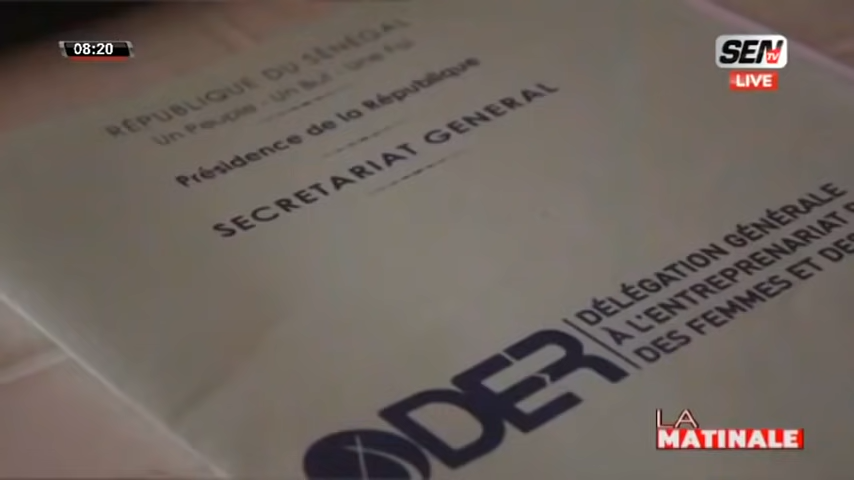 08:20
SEN TV
LIVE
RÉPUBLIQUE DU SÉNÉGAL
Un Peuple - Un But - Une Foi
Présidence de la République
SECRETARIAT GENERAL
DER
DÉLÉGATION GÉNÉRALE
À L'ENTREPRENARIAT
DES FEMMES ET DES
LA
MATINALE